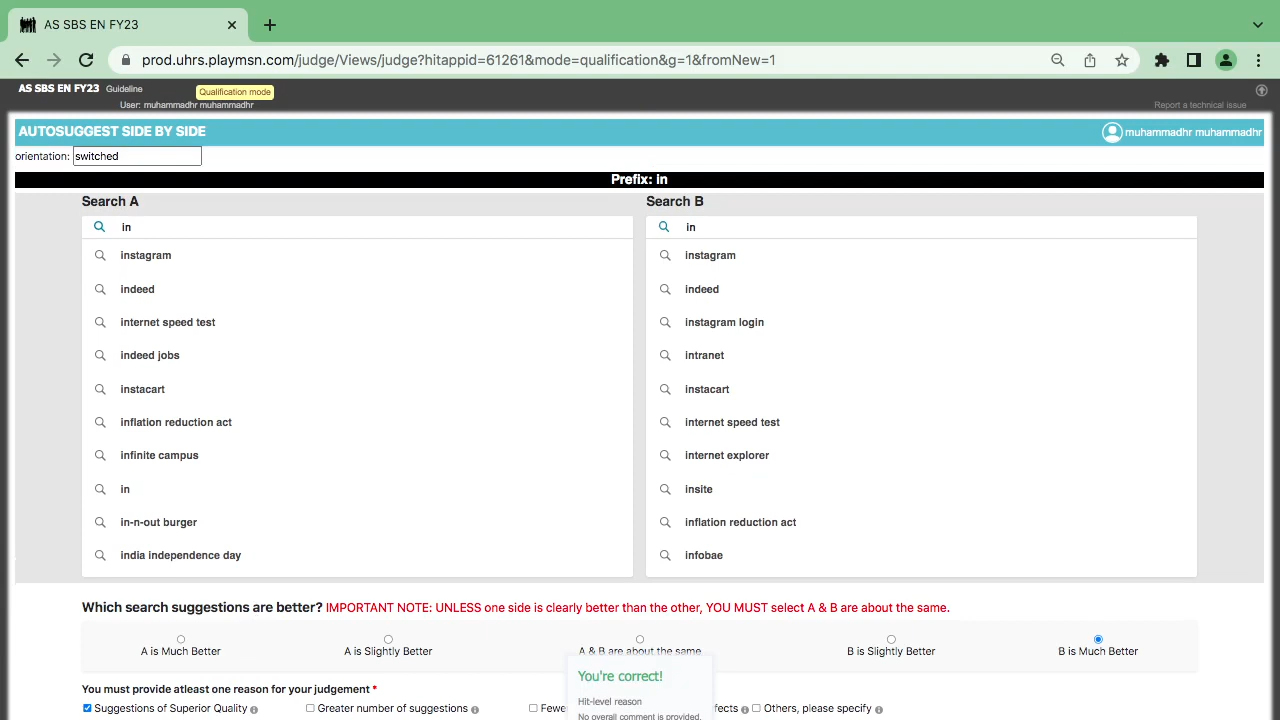 AS SBS EN FY23
prod.uhrs.playmsn.com/judge/Views/judge?hitappid=61261&mode=qualification&g=1&fromNew=1
AS SBS EN FY23 Guideline Qualification mode
User: muhammadhr muhammadhr Report a technical issue
AUTOSUGGEST SIDE BY SIDE muhammadhr muhammadhr
orientation: switched
Prefix: in
Search A Search B
in in
instagram instagram
indeed indeed
internet speed test instagram login
indeed jobs intranet
instacart instacart
inflation reduction act internet speed test
infinite campus internet explorer
in insite
in-n-out burger inflation reduction act
india independence day infobae
Which search suggestions are better? IMPORTANT NOTE: UNLESS one side is clearly better than the other, YOU MUST select A & B are about the same.
A is Much Better A is Slightly Better A & B are about the same B is Slightly Better B is Much Better
You're correct!
You must provide atleast one reason for your judgement *
Hit-level reason
Suggestions of Superior Quality Greater number of suggestions Fewe fects Others, please specify
No overall comment is provided.